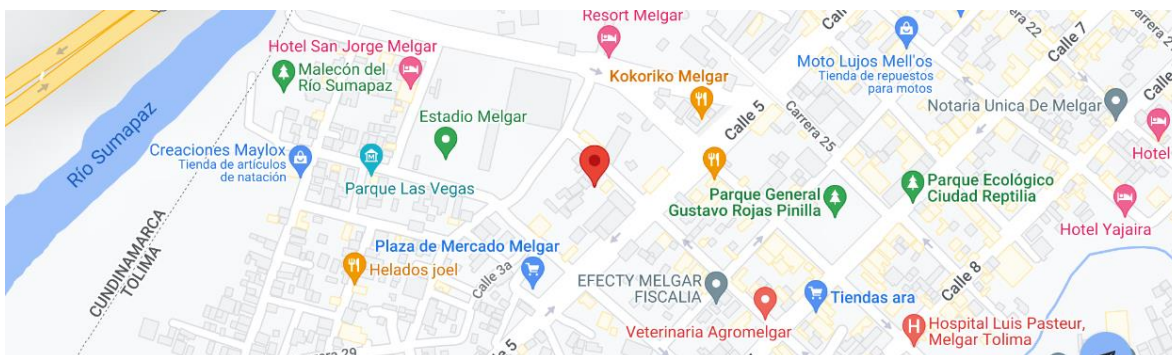 Resort Melgar
Hotel San Jorge Melgar
Malecón del
Río Sumapaz
Kokoriko Melgar
Carrera 22
Calle 7
Moto Lujos Mell'os
Tienda de repuestos
para motos
Notaria Unica De Melgar
Río Sumapaz
Estadio Melgar
Calle 5
Carrera 25
Creaciones Maylox
Tienda de artículos
de natación
Parque Las Vegas
Hotel
Parque General
Gustavo Rojas Pinilla
Parque Ecológico
Ciudad Reptilia
Hotel Yajaira
CUNDINAMARCA
TOLIMA
Plaza de Mercado Melgar
Helados joel
Calle 3a
EFECTY MELGAR
FISCALIA
Tiendas ara
Calle 8
Veterinaria Agromelgar
Hospital Luis Pasteur,
Melgar Tolima
Carrera 29
Calle 5